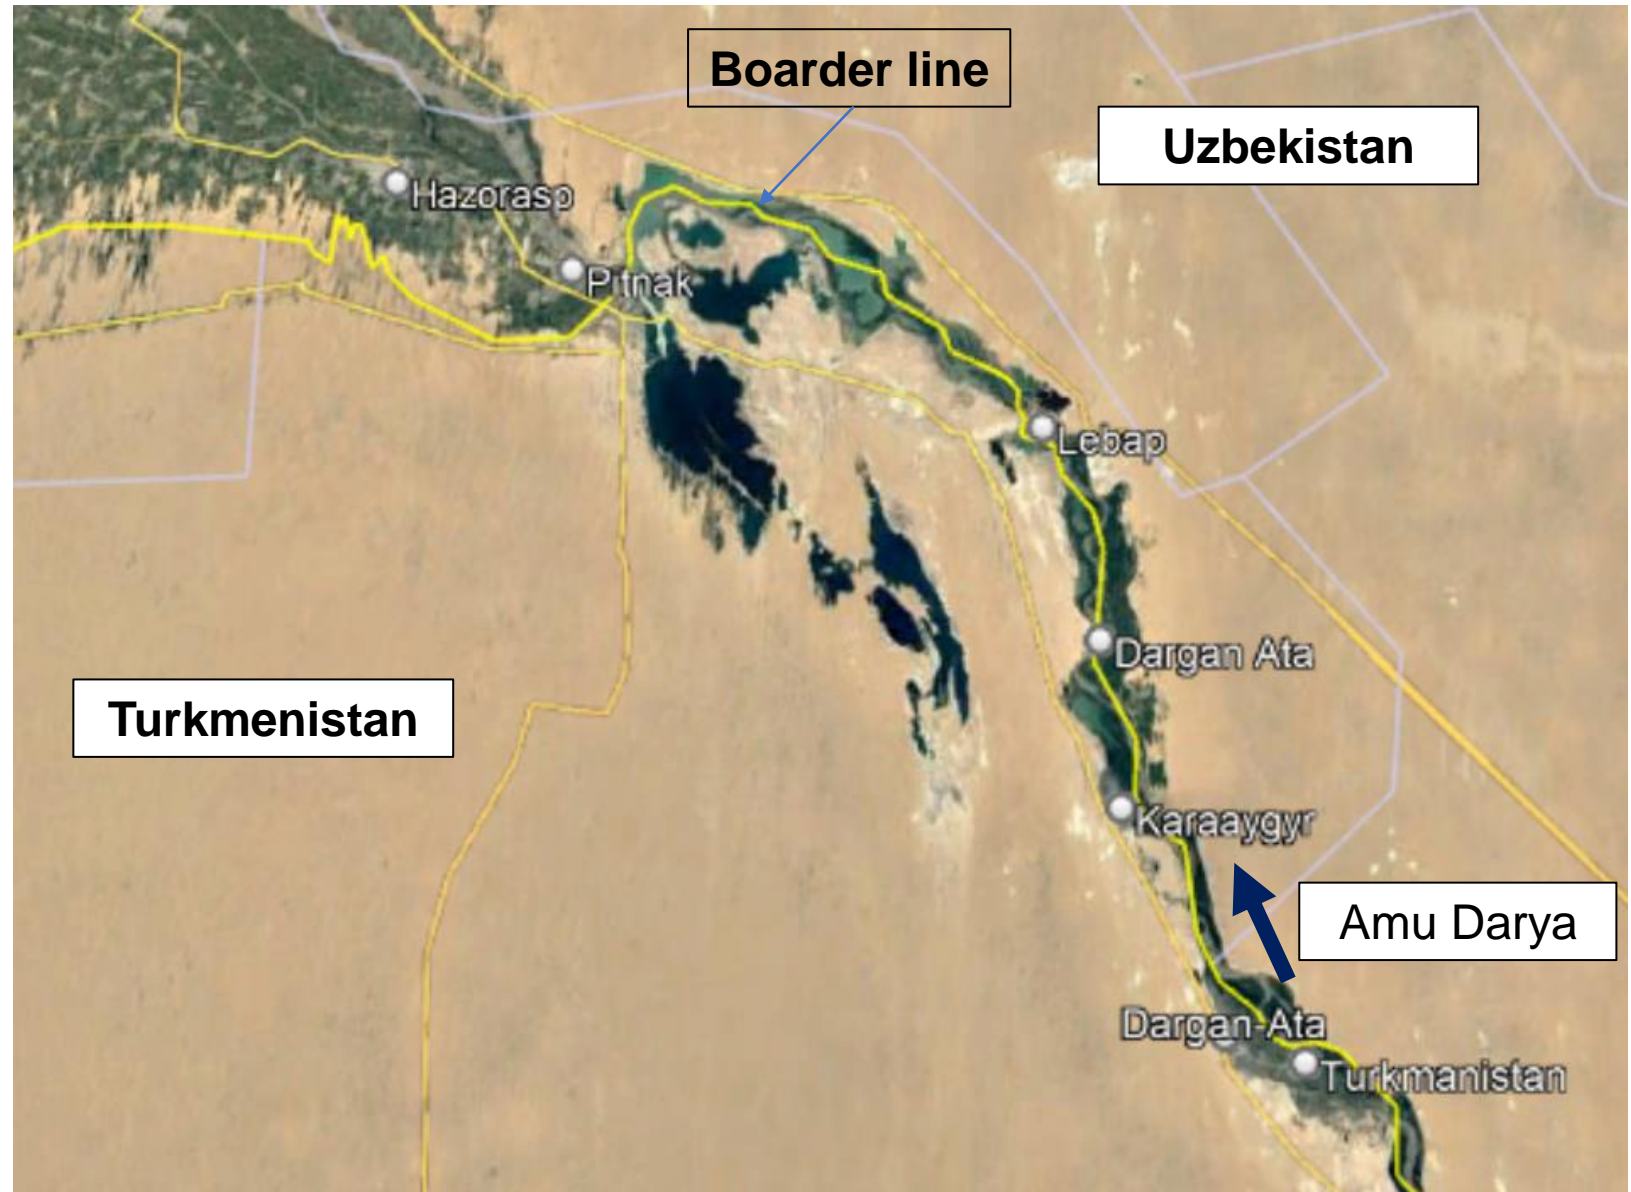 Boarder line
Uzbekistan
Hazorasp
Pitnak
Lebap
Dargan Ata
Turkmenistan
Karaaygyr
Amu Darya
Dargan-Ata
Turkmanistan